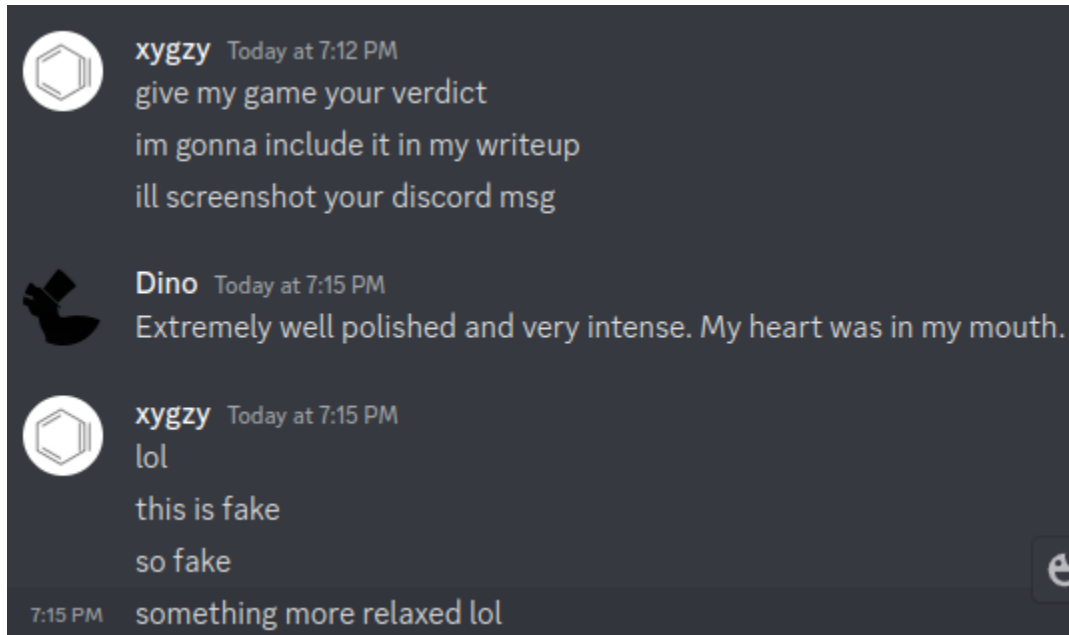 xygzy Today at 7:12 PM
give my game your verdict
im gonna include it in my writeup
ill screenshot your discord msg
Dino Today at 7:15 PM
Extremely well polished and very intense. My heart was in my mouth.
xygzy Today at 7:15 PM
lol
this is fake
so fake
7:15 PM something more relaxed lol